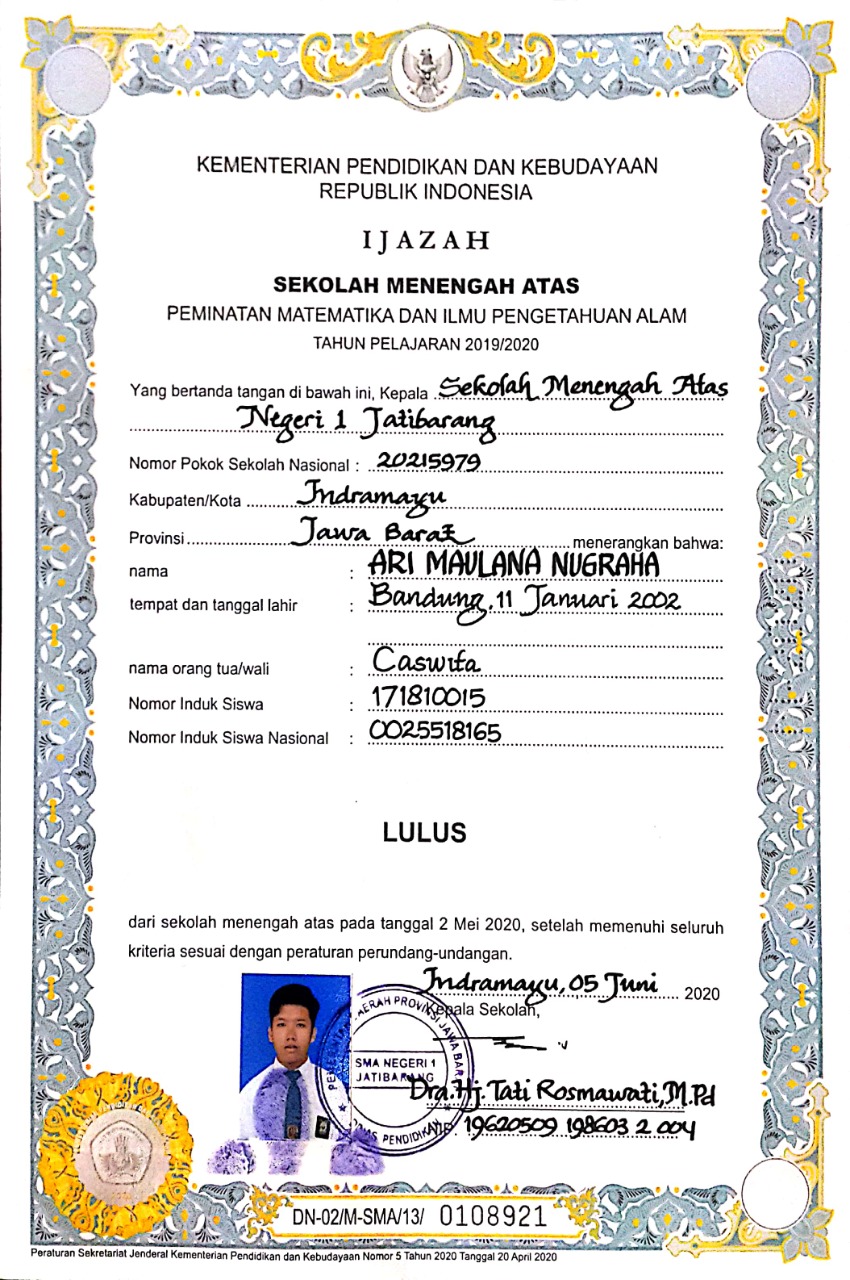 KEMENTERIAN PENDIDIKAN DAN KEBUDAYAAN
REPUBLIK INDONESIA
IJAZAH
SEKOLAH MENENGAH ATAS
PEMINATAN MATEMATIKA DAN ILMU PENGETAHUAN ALAM
TAHUN PELAJARAN 2019/2020
Yang bertanda tangan di bawah ini, Kepala Sekolah Menengah Atas
Negeri 1 Jatibarang
Nomor Pokok Sekolah Nasional : 20215979
Kabupaten/Kota Indramayu
Provinsi Jawa Barat menerangkan bahwa:
nama : ARI MAULANA NUGRAHA
tempat dan tanggal lahir : Bandung, 11 Januari 2002
nama orang tua/wali : Caswita
Nomor Induk Siswa : 171810015
Nomor Induk Siswa Nasional : 0025518165
LULUS
dari sekolah menengah atas pada tanggal 2 Mei 2020, setelah memenuhi seluruh
kriteria sesuai dengan peraturan perundang-undangan.
Indramayu, 05 Juni 2020
Kepala Sekolah,
DAERAH PROVINSI JAWA BARAT
SMA NEGERI 1
JATIBARANG
DINAS PENDIDIKAN
Dra. Hj. Tati Rosmawati, M.Pd
NIP. 19620509 198603 2 004
DN-02/M-SMA/13/ 0108921
Peraturan Sekretariat Jenderal Kementerian Pendidikan dan Kebudayaan Nomor 5 Tahun 2020 Tanggal 20 April 2020